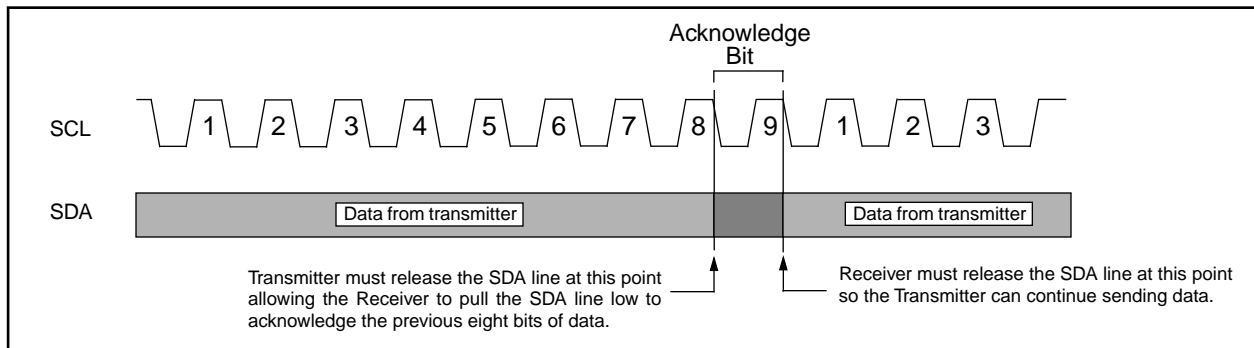 Acknowledge
Bit
SCL
1 2 3 4 5 6 7 8 9 1 2 3
SDA
Data from transmitter
Data from transmitter
Transmitter must release the SDA line at this point
allowing the Receiver to pull the SDA line low to
acknowledge the previous eight bits of data.
Receiver must release the SDA line at this point
so the Transmitter can continue sending data.